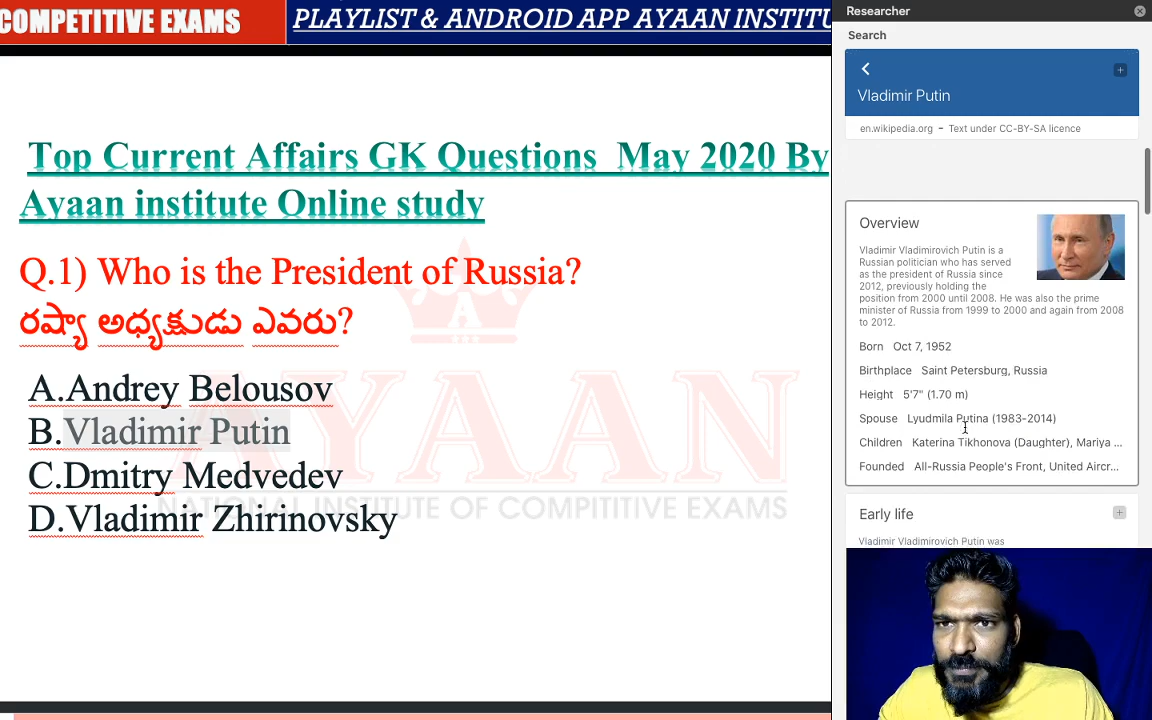 COMPETITIVE EXAMS
PLAYLIST & ANDROID APP AYAAN INSTITU
Top Current Affairs GK Questions May 2020 By
Ayaan institute Online study
Q.1) Who is the President of Russia?
రష్యా అధ్యక్షుడు ఎవరు?
A.Andrey Belousov
B.Vladimir Putin
C.Dmitry Medvedev
D.Vladimir Zhirinovsky
AYAAN
NATIONAL INSTITUTE OF COMPITITIVE EXAMS
Researcher
Search
Vladimir Putin
en.wikipedia.org – Text under CC-BY-SA licence
Overview
Vladimir Vladimirovich Putin is a
Russian politician who has served
as the president of Russia since
2012, previously holding the
position from 2000 until 2008. He was also the prime
minister of Russia from 1999 to 2000 and again from 2008
to 2012.
Born Oct 7, 1952
Birthplace Saint Petersburg, Russia
Height 5'7" (1.70 m)
Spouse Lyudmila Putina (1983-2014)
Children Katerina Tikhonova (Daughter), Mariya ...
Founded All-Russia People's Front, United Aircr...
Early life
Vladimir Vladimirovich Putin was